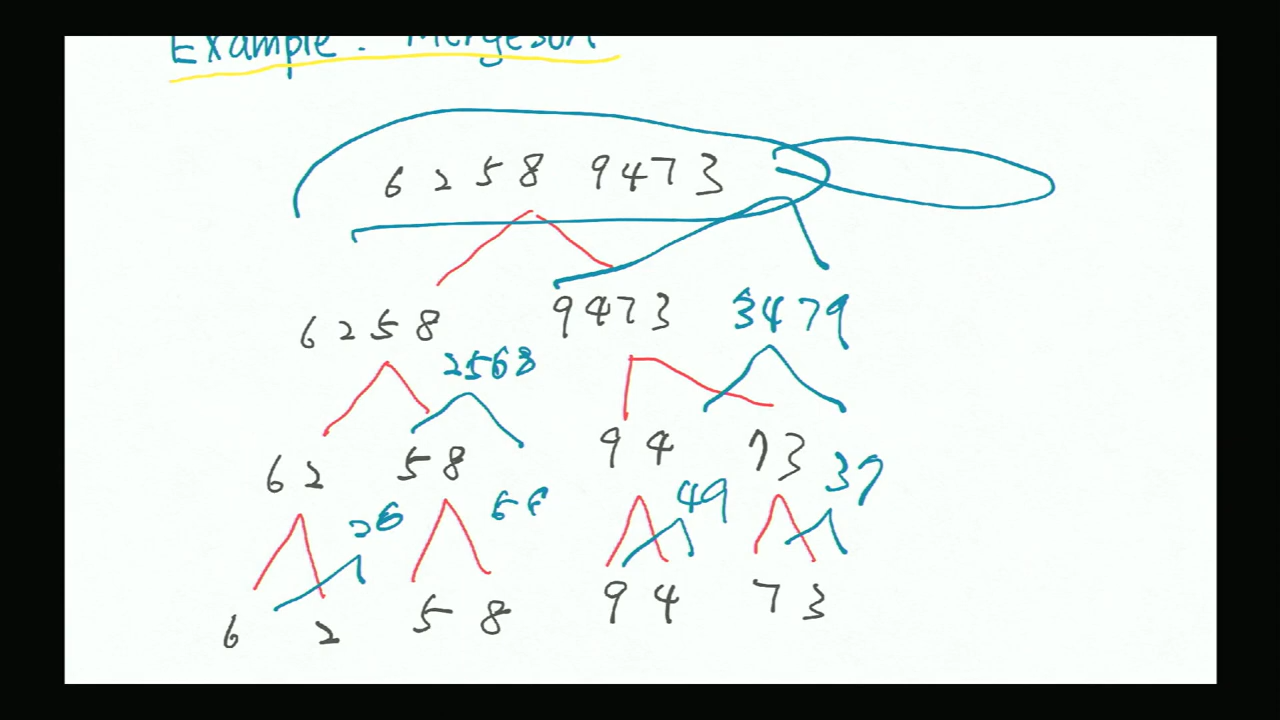 Example: Mergesort
6 2 5 8 9 4 7 3
6 2 5 8 9 4 7 3 3 4 7 9
2 5 6 8
6 2 5 8 9 4 7 3
2 6 4 9 3 7
6 2 5 8 9 4 7 3